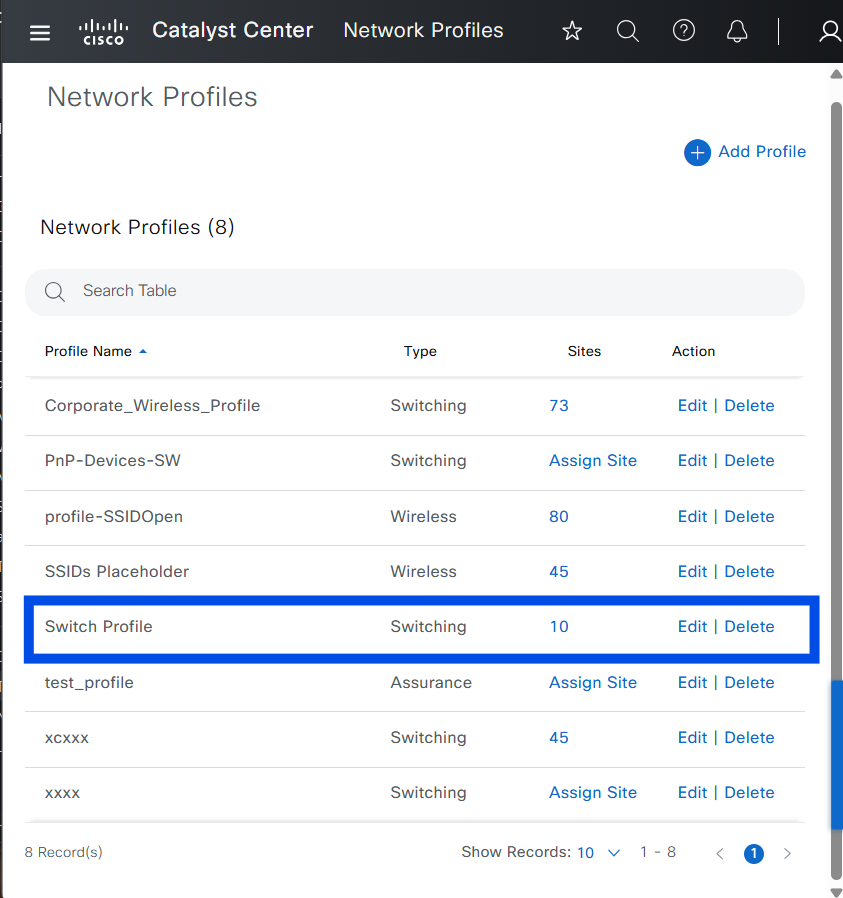 CISCO Catalyst Center Network Profiles
Network Profiles
Add Profile
Network Profiles (8)
Search Table
Profile Name Type Sites Action
Corporate_Wireless_Profile Switching 73 Edit | Delete
PnP-Devices-SW Switching Assign Site Edit | Delete
profile-SSIDOpen Wireless 80 Edit | Delete
SSIDs Placeholder Wireless 45 Edit | Delete
Switch Profile Switching 10 Edit | Delete
test_profile Assurance Assign Site Edit | Delete
xcxxx Switching 45 Edit | Delete
xxxx Switching Assign Site Edit | Delete
8 Record(s) Show Records: 10 1 - 8 1